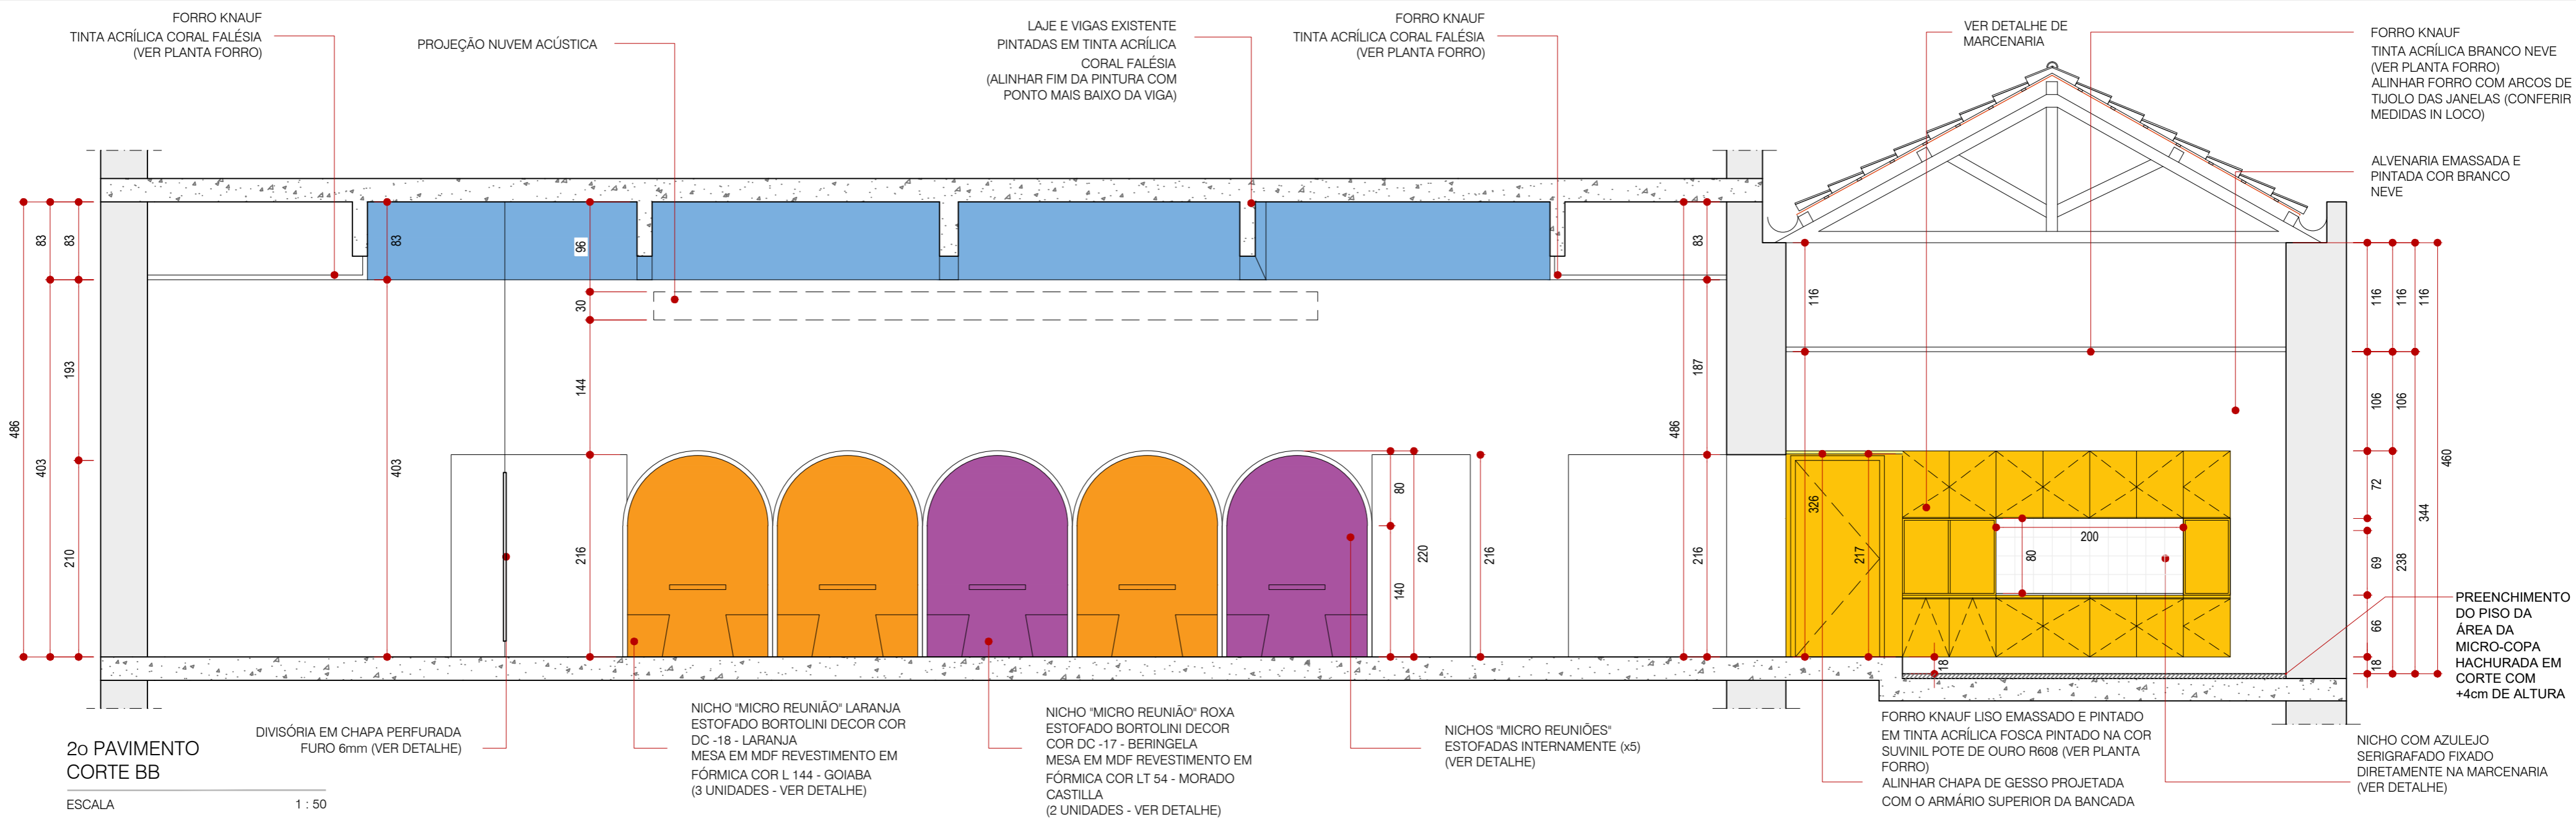 FORRO KNAUF
TINTA ACRÍLICA CORAL FALÉSIA
(VER PLANTA FORRO)
PROJEÇÃO NUVEM ACÚSTICA
LAJE E VIGAS EXISTENTE
PINTADAS EM TINTA ACRÍLICA
CORAL FALÉSIA
(ALINHAR FIM DA PINTURA COM
PONTO MAIS BAIXO DA VIGA)
FORRO KNAUF
TINTA ACRÍLICA CORAL FALÉSIA
(VER PLANTA FORRO)
VER DETALHE DE
MARCENARIA
FORRO KNAUF
TINTA ACRÍLICA BRANCO NEVE
(VER PLANTA FORRO)
ALINHAR FORRO COM ARCOS DE
TIJOLO DAS JANELAS (CONFERIR
MEDIDAS IN LOCO)
ALVENARIA EMASSADA E
PINTADA COR BRANCO
NEVE
486
83
403
83
193
210
83
403
96
30
144
216
80
140
220
216
486
83
187
216
116
326
217
200
80
18
116
106
72
69
66
18
116
106
238
116
344
460
PREENCHIMENTO
DO PISO DA
ÁREA DA
MICRO-COPA
HACHURADA EM
CORTE COM
+4cm DE ALTURA
2o PAVIMENTO
CORTE BB
ESCALA 1 : 50
DIVISÓRIA EM CHAPA PERFURADA
FURO 6mm (VER DETALHE)
NICHO "MICRO REUNIÃO" LARANJA
ESTOFADO BORTOLINI DECOR COR
DC -18 - LARANJA
MESA EM MDF REVESTIMENTO EM
FÓRMICA COR L 144 - GOIABA
(3 UNIDADES - VER DETALHE)
NICHO "MICRO REUNIÃO" ROXA
ESTOFADO BORTOLINI DECOR
COR DC -17 - BERINGELA
MESA EM MDF REVESTIMENTO EM
FÓRMICA COR LT 54 - MORADO
CASTILLA
(2 UNIDADES - VER DETALHE)
NICHOS "MICRO REUNIÕES"
ESTOFADAS INTERNAMENTE (x5)
(VER DETALHE)
FORRO KNAUF LISO EMASSADO E PINTADO
EM TINTA ACRÍLICA FOSCA PINTADO NA COR
SUVINIL POTE DE OURO R608 (VER PLANTA
FORRO)
ALINHAR CHAPA DE GESSO PROJETADA
COM O ARMÁRIO SUPERIOR DA BANCADA
NICHO COM AZULEJO
SERIGRAFADO FIXADO
DIRETAMENTE NA MARCENARIA
(VER DETALHE)